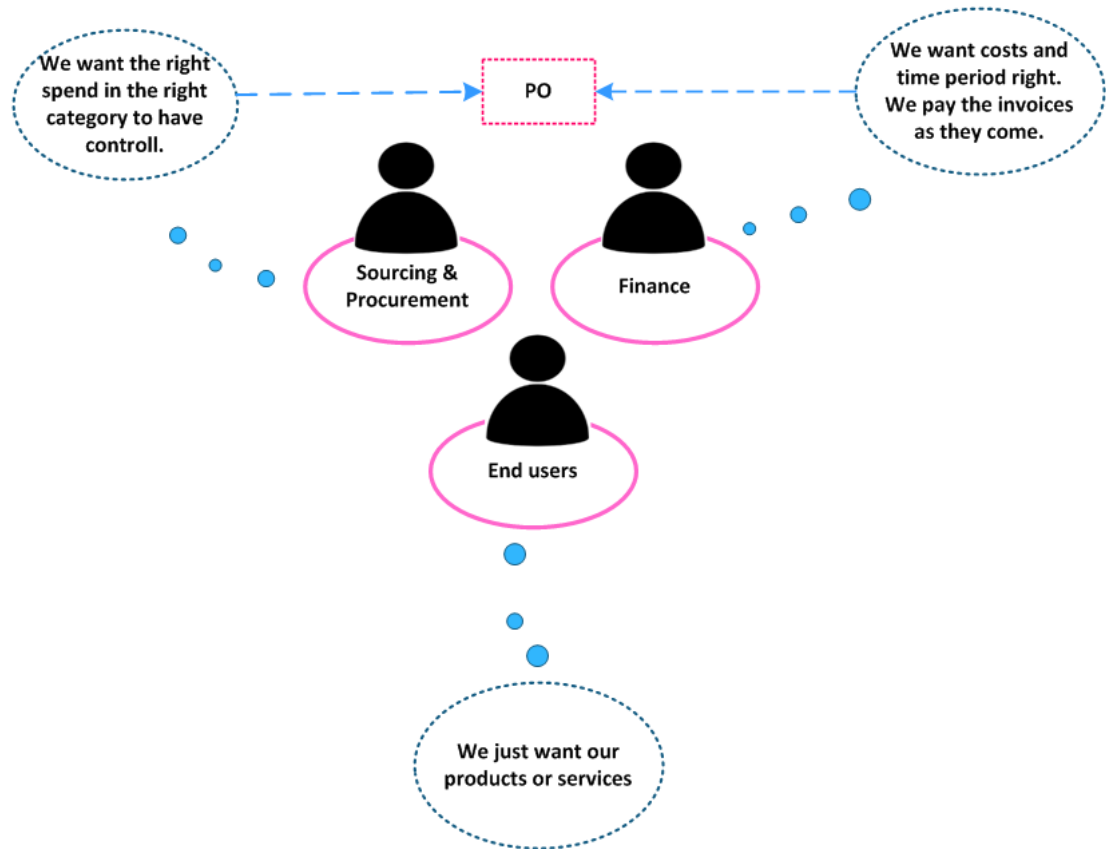 We want the right
spend in the right
category to have
controll.
PO
We want costs and
time period right.
We pay the invoices
as they come.
Sourcing &
Procurement
Finance
End users
We just want our
products or services